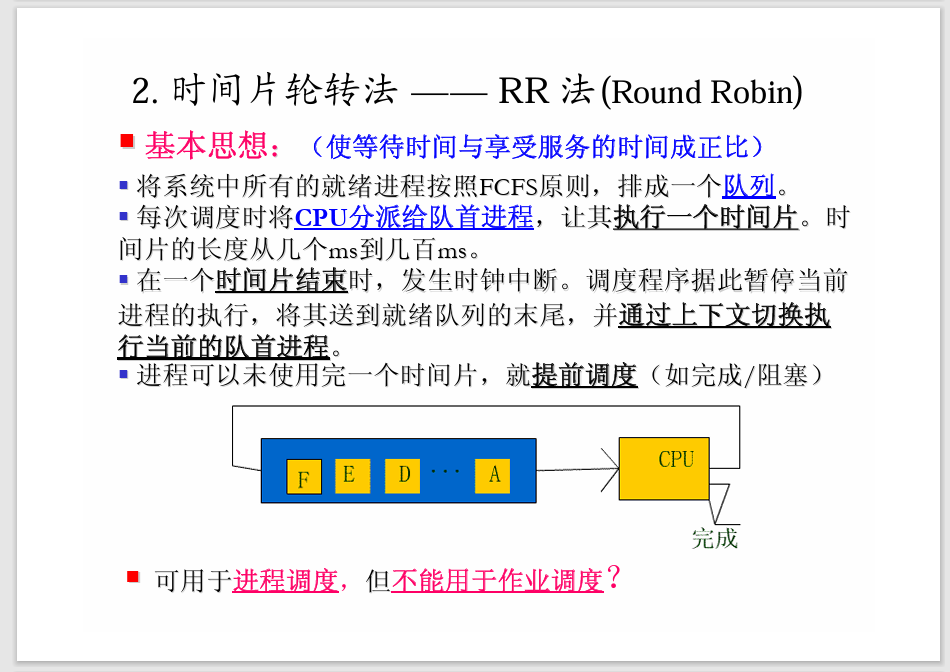 2. 时间片轮转法 —— RR 法(Round Robin)
基本思想：（使等待时间与享受服务的时间成正比）
将系统中所有的就绪进程按照FCFS原则，排成一个队列。
每次调度时将CPU分派给队首进程，让其执行一个时间片。时
间片的长度从几个ms到几百ms。
在一个时间片结束时，发生时钟中断。调度程序据此暂停当前
进程的执行，将其送到就绪队列的末尾，并通过上下文切换执
行当前的队首进程。
进程可以未使用完一个时间片，就提前调度（如完成/阻塞）
F E D ··· A CPU
完成
可用于进程调度，但不能用于作业调度？